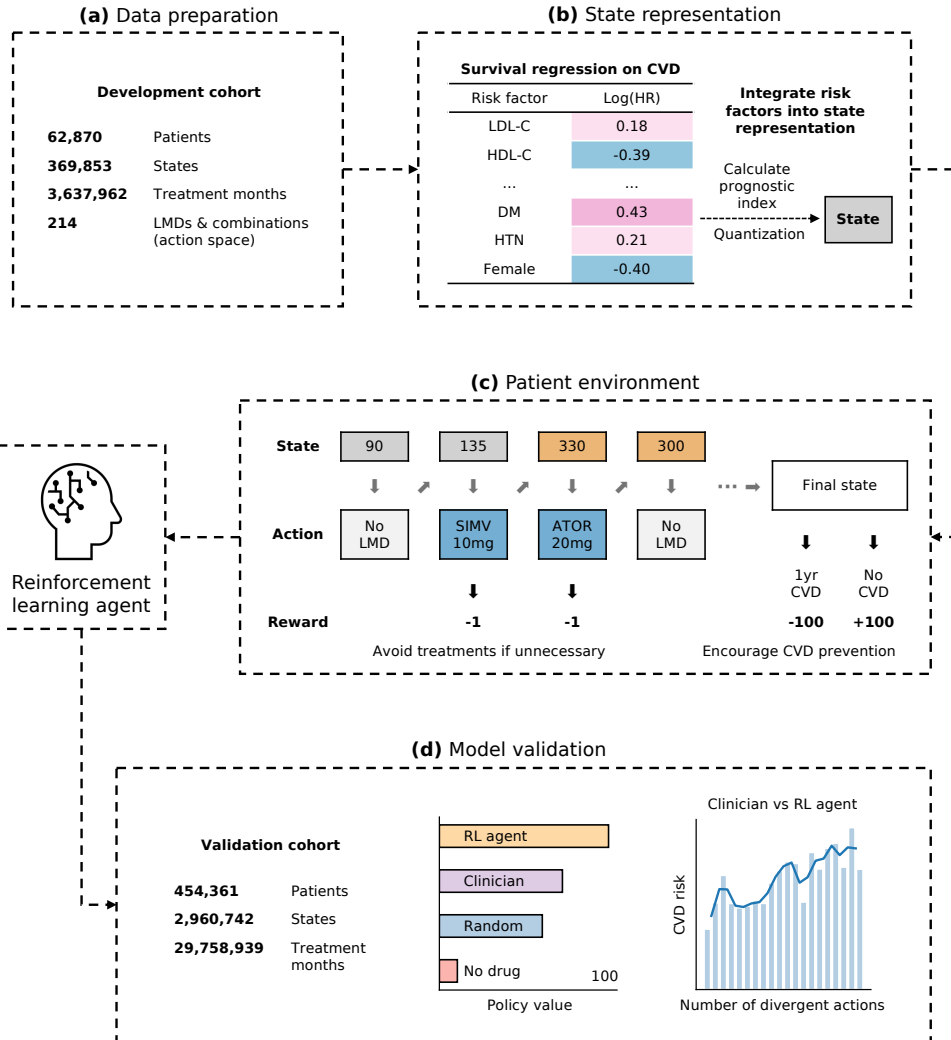 (a) Data preparation
Development cohort
62,870 Patients
369,853 States
3,637,962 Treatment months
214 LMDs & combinations
(action space)
(b) State representation
Survival regression on CVD
Risk factor Log(HR)
LDL-C 0.18
HDL-C -0.39
... ...
DM 0.43
HTN 0.21
Female -0.40
Integrate risk
factors into state
representation
Calculate
prognostic
index
Quantization
State
(c) Patient environment
State 90 135 330 300
Final state
Action No LMD SIMV 10mg ATOR 20mg No LMD
1yr CVD No CVD
Reward -1 -1 -100 +100
Avoid treatments if unnecessary Encourage CVD prevention
Reinforcement
learning agent
(d) Model validation
Validation cohort
454,361 Patients
2,960,742 States
29,758,939 Treatment
months
RL agent
Clinician
Random
No drug
100
Policy value
Clinician vs RL agent
CVD risk
Number of divergent actions